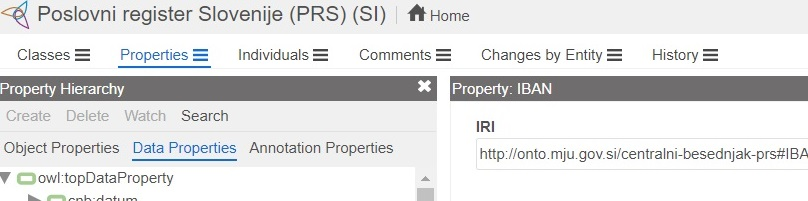 Poslovni register Slovenije (PRS) (SI) Home
Classes Properties Individuals Comments Changes by Entity History
Property Hierarchy
Property: IBAN
Create Delete Watch Search
Object Properties Data Properties Annotation Properties
IRI
http://onto.mju.gov.si/centralni-besednjak-prs#IBA
owl:topDataProperty